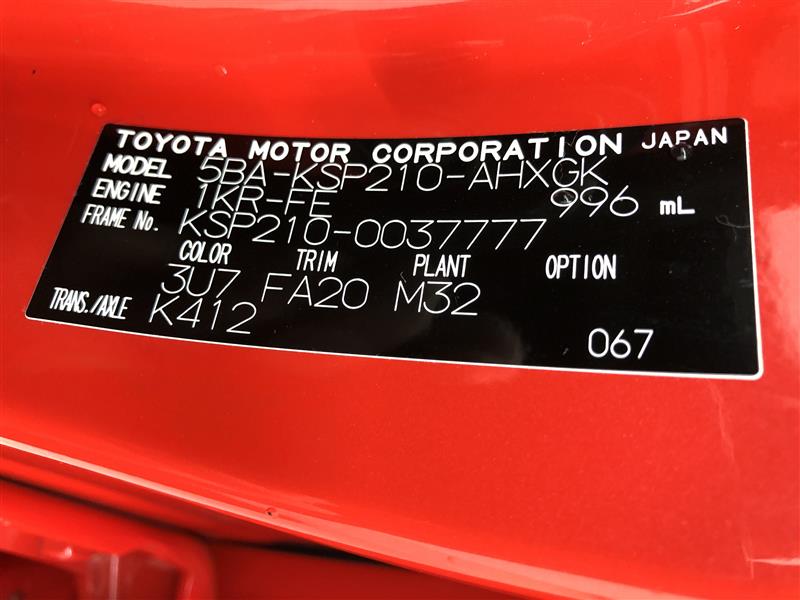 TOYOTA MOTOR CORPORATION JAPAN
MODEL 5BA-KSP210-AHXGK
ENGINE 1KR-FE 996 mL
FRAME No. KSP210-0037777
COLOR TRIM PLANT OPTION
3U7 FA20 M32
TRANS./AXLE K412
067